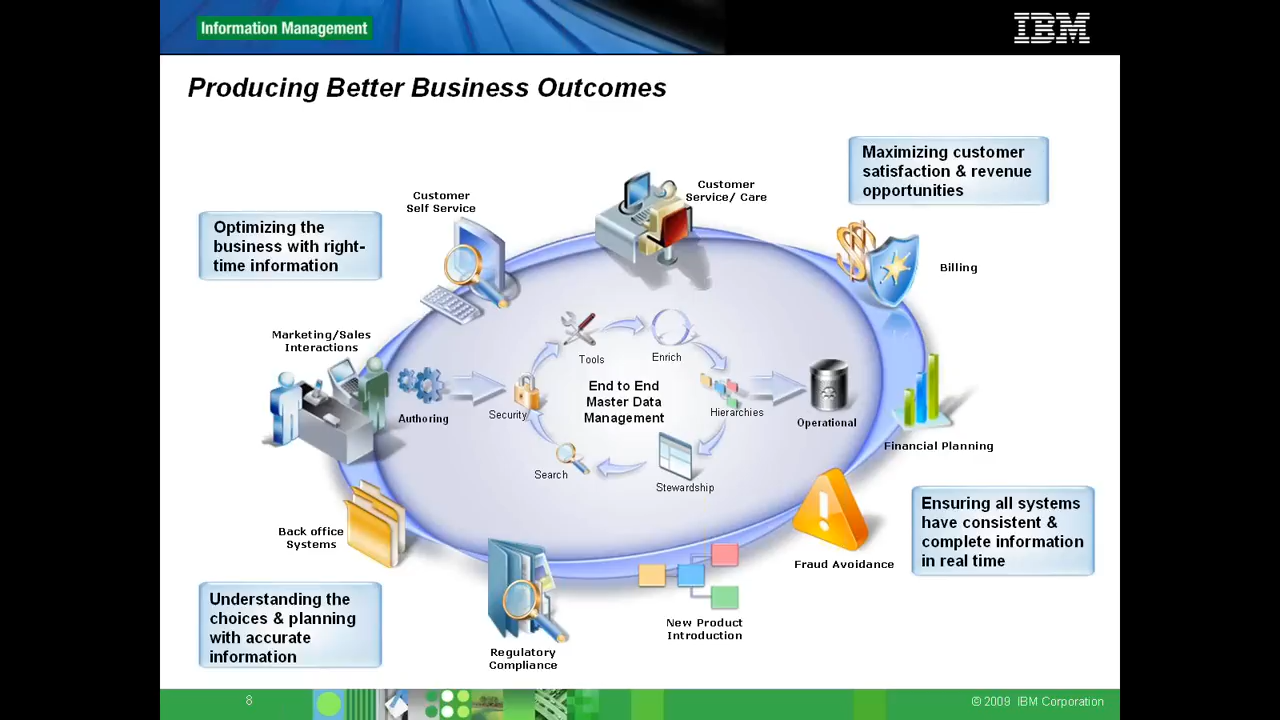 Information Management
IBM
Producing Better Business Outcomes
Maximizing customer
satisfaction & revenue
opportunities
Customer
Service/ Care
Customer
Self Service
Optimizing the
business with right-
time information
Billing
Marketing/Sales
Interactions
Tools
Enrich
End to End
Master Data
Management
Authoring
Security
Hierarchies
Operational
Financial Planning
Search
Stewardship
Ensuring all systems
have consistent &
complete information
in real time
Back office
Systems
Fraud Avoidance
Understanding the
choices & planning
with accurate
information
New Product
Introduction
Regulatory
Compliance
8
© 2009 IBM Corporation